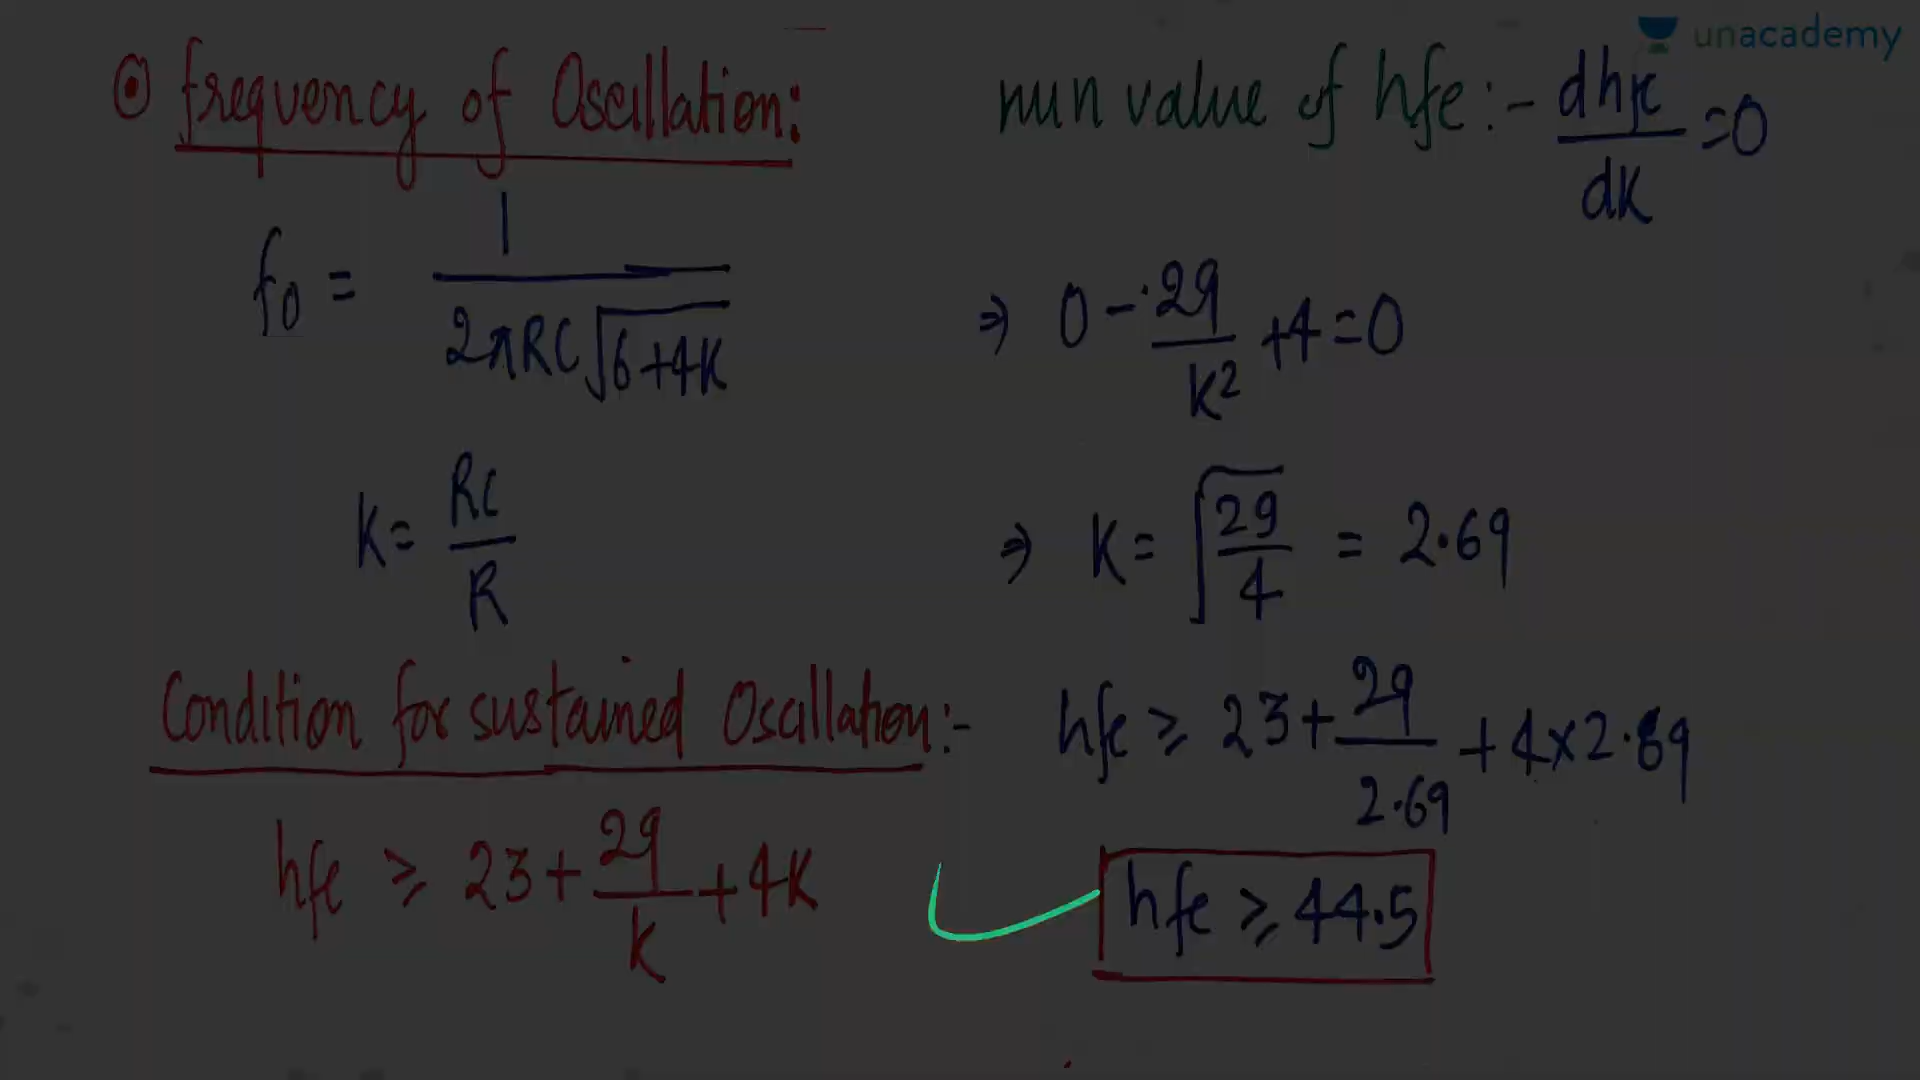 unacademy
frequency of Oscillation:
f0 = 1 / 2πRC√6+4K
K = RC / R
Condition for sustained Oscillation:-
hfe ≥ 23 + 29/K + 4K
min value of hfe:- dhfe/dK = 0
⇒ 0 - 29/K² + 4 = 0
⇒ K = √29/4 = 2.69
hfe ≥ 23 + 29/2.69 + 4×2.69
hfe ≥ 44.5